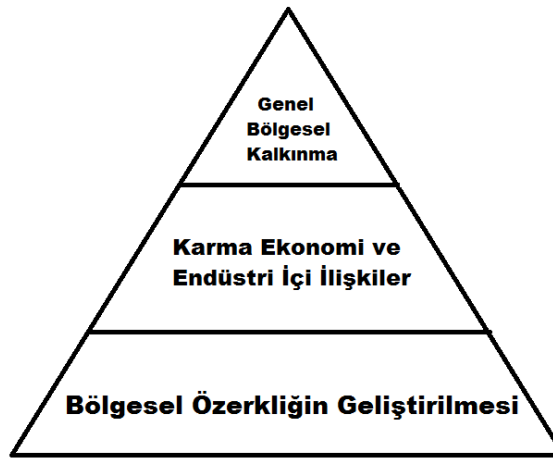 Genel
Bölgesel
Kalkınma
Karma Ekonomi ve
Endüstri İçi İlişkiler
Bölgesel Özerkliğin Geliştirilmesi